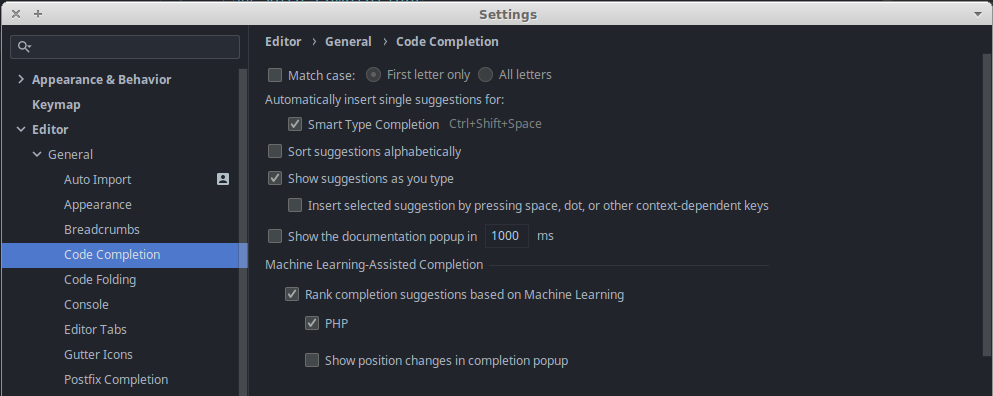 Settings
Appearance & Behavior
Keymap
Editor
General
Auto Import
Appearance
Breadcrumbs
Code Completion
Code Folding
Console
Editor Tabs
Gutter Icons
Postfix Completion
Editor › General › Code Completion
Match case: First letter only All letters
Automatically insert single suggestions for:
Smart Type Completion Ctrl+Shift+Space
Sort suggestions alphabetically
Show suggestions as you type
Insert selected suggestion by pressing space, dot, or other context-dependent keys
Show the documentation popup in 1000 ms
Machine Learning-Assisted Completion
Rank completion suggestions based on Machine Learning
PHP
Show position changes in completion popup